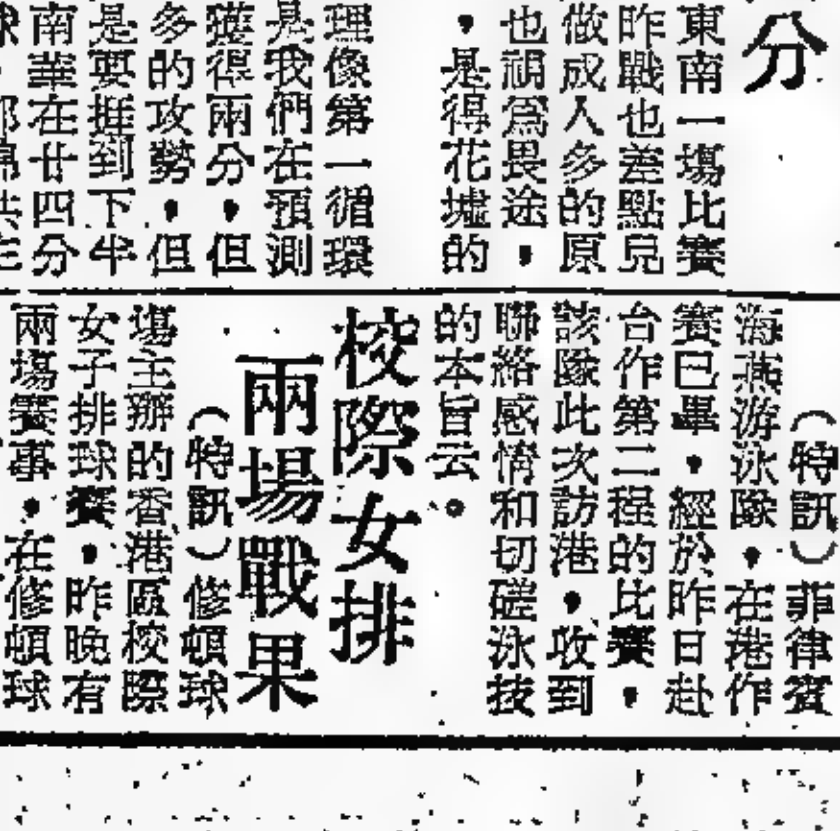 分
東南一場比賽
昨戰也差點兒
做成人多的原
也視爲畏途，
，是得花墟的
理像第一循環
是我們在預測
獲得兩分，但
多的攻勢，但
是要捱到下半
南華在廿四分
（特訊）菲律賓
海燕游泳隊，在港作
賽已畢，經於昨日赴
台作第二程的比賽，
該隊此次訪港，收到
聯絡感情和切磋泳技
的本旨云。
校際女排
兩場戰果
（特訊）修頓球
場主辦的香港區校際
女子排球賽，昨晚有
兩場賽事，在修頓球